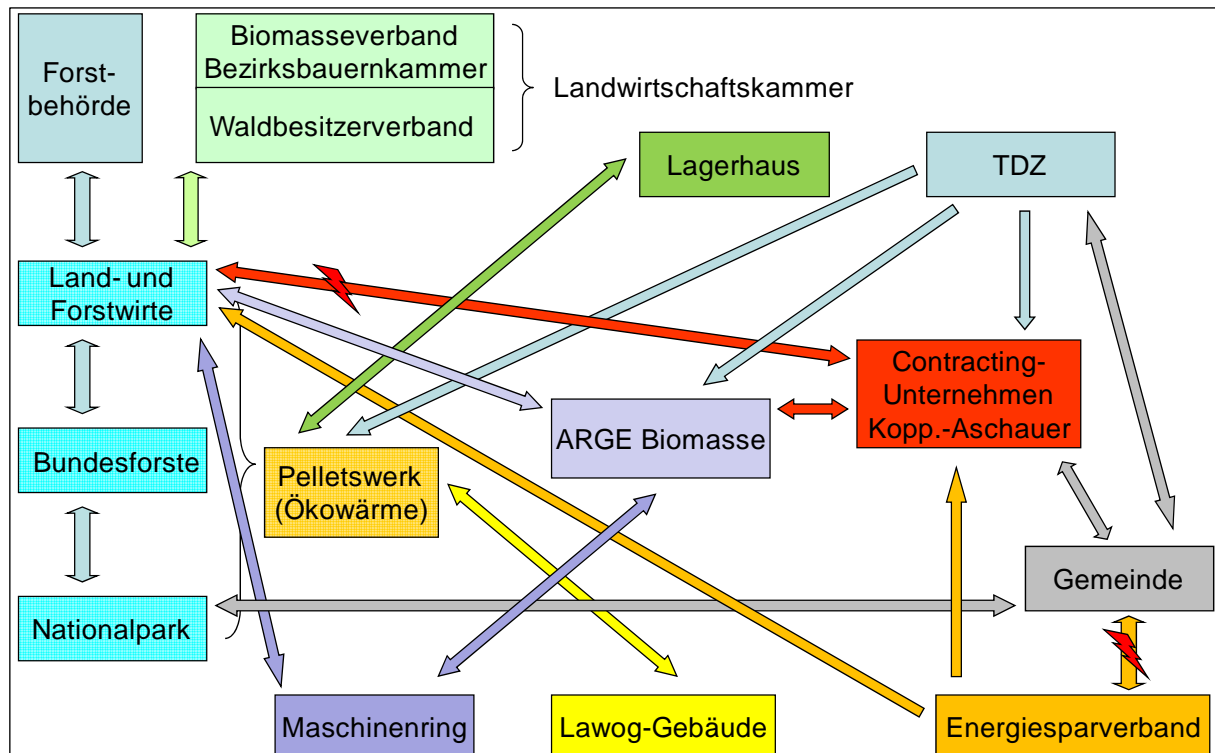 Forst-
behörde
Biomasseverband
Bezirksbauernkammer
Waldbesitzerverband
Landwirtschaftskammer
Lagerhaus
TDZ
Land- und
Forstwirte
Contracting-
Unternehmen
Kopp.-Aschauer
ARGE Biomasse
Bundesforste
Pelletswerk
(Ökowärme)
Gemeinde
Nationalpark
Maschinenring
Lawog-Gebäude
Energiesparverband